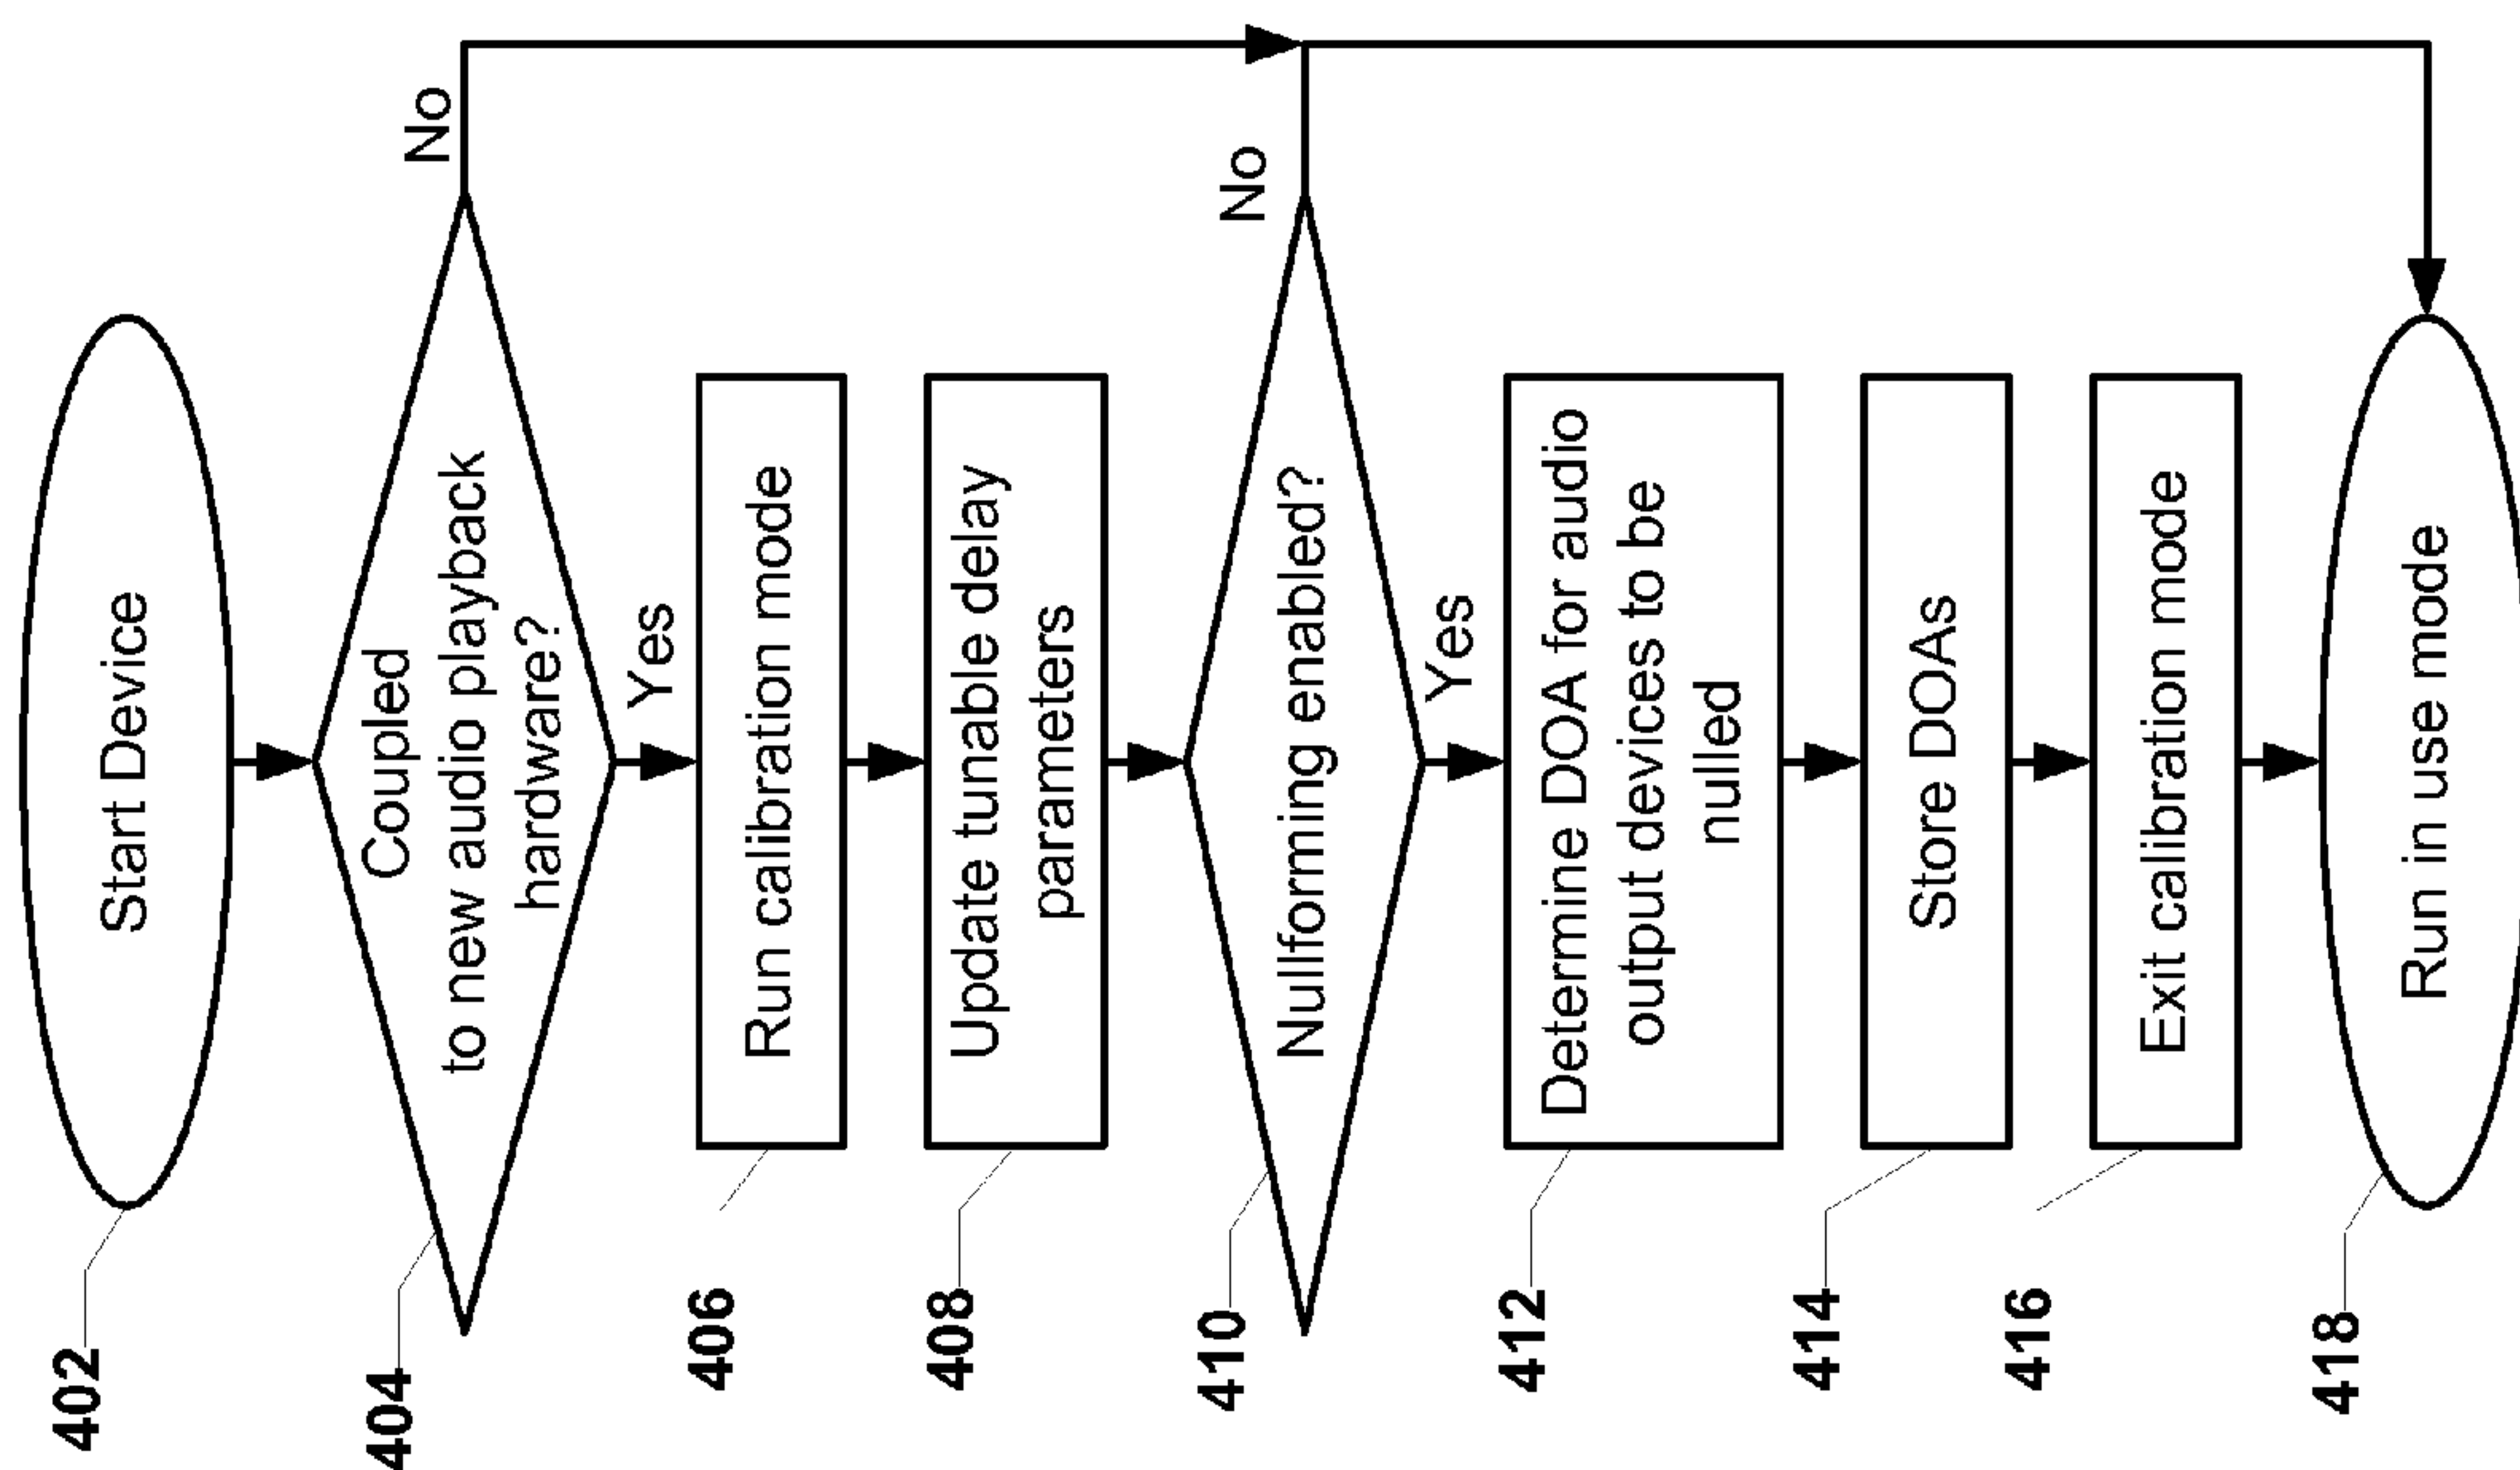 402
Start Device
404
Coupled
to new audio playback
hardware?
No
Yes
406
Run calibration mode
408
Update tunable delay
parameters
410
Nullforming enabled?
No
Yes
412
Determine DOA for audio
output devices to be
nulled
414
Store DOAs
416
Exit calibration mode
418
Run in use mode